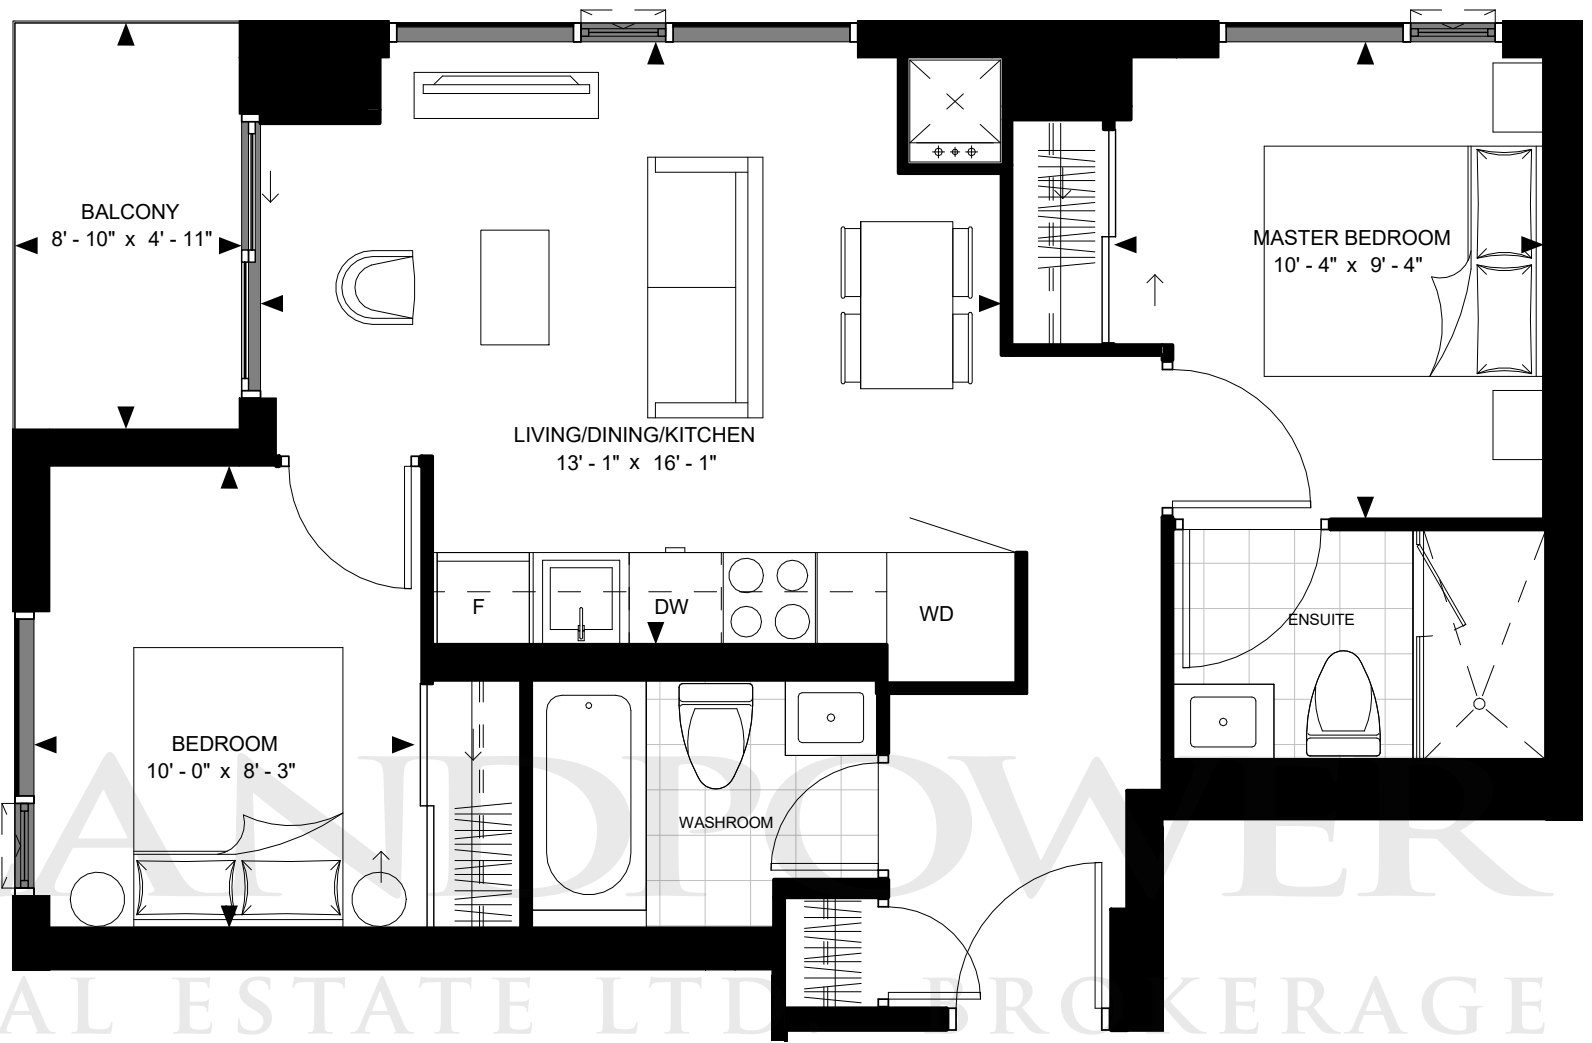 BALCONY
8' - 10" x 4' - 11"
MASTER BEDROOM
10' - 4" x 9' - 4"
LIVING/DINING/KITCHEN
13' - 1" x 16' - 1"
F
DW
WD
ENSUITE
BEDROOM
10' - 0" x 8' - 3"
WASHROOM
ANDPOWER
AL ESTATE LTD. BROKERAGE